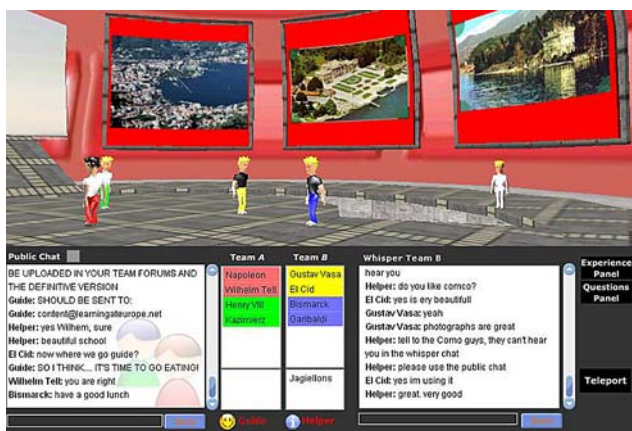 Public Chat
BE UPLOADED IN YOUR TEAM FORUMS AND
THE DEFINITIVE VERSION
Guide: SHOULD BE SENT TO:
Guide: content@learningateurope.net
Helper: yes Wilhem, sure
Helper: beautiful school
El Cid: now where we go guide?
Guide: SO I THINK... IT'S TIME TO GO EATING!
Wilhelm Tell: you are right
Bismarck: have a good lunch
Team A
Napoleon
Wilhelm Tell
Henry VIII
Kazimierz
Team B
Gustav Vasa
El Cid
Bismarck
Garibaldi
Jagiellons
Guide
Helper
Whisper Team B
hear you
Helper: do you like comco?
El Cid: yes is ery beautifull
Gustav Vasa: yeah
Gustav Vasa: photographs are great
Helper: tell to the Corno guys, they can't hear
you in the whisper chat
Helper: please use the public chat
El Cid: yes im using it
Helper: great. very good
Experience
Panel
Questions
Panel
Teleport